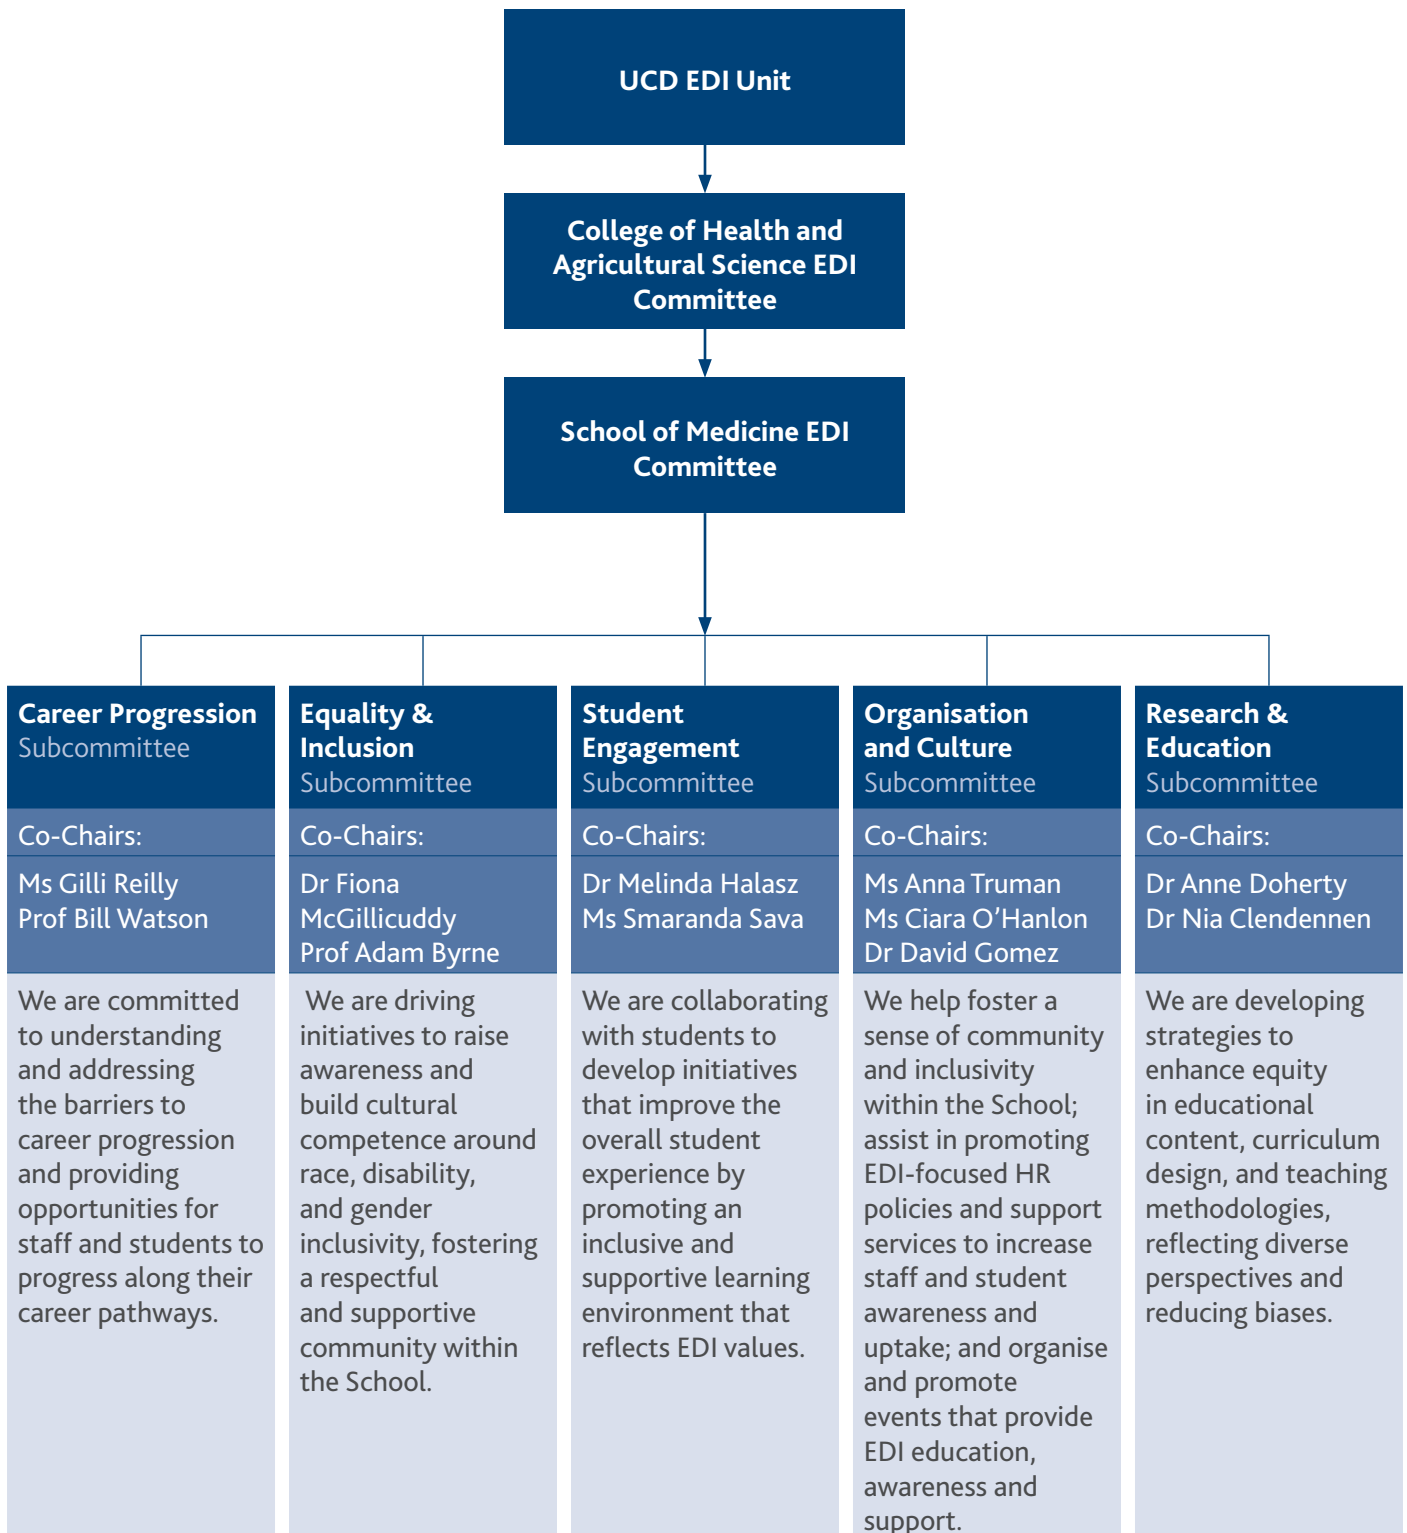 UCD EDI Unit
College of Health and
Agricultural Science EDI
Committee
School of Medicine EDI
Committee
Career Progression
Subcommittee
Co-Chairs:
Ms Gilli Reilly
Prof Bill Watson
We are committed
to understanding
and addressing
the barriers to
career progression
and providing
opportunities for
staff and students to
progress along their
career pathways.
Equality &
Inclusion
Subcommittee
Co-Chairs:
Dr Fiona
McGillicuddy
Prof Adam Byrne
We are driving
initiatives to raise
awareness and
build cultural
competence around
race, disability,
and gender
inclusivity, fostering
a respectful
and supportive
community within
the School.
Student
Engagement
Subcommittee
Co-Chairs:
Dr Melinda Halasz
Ms Smaranda Sava
We are collaborating
with students to
develop initiatives
that improve the
overall student
experience by
promoting an
inclusive and
supportive learning
environment that
reflects EDI values.
Organisation
and Culture
Subcommittee
Co-Chairs:
Ms Anna Truman
Ms Ciara O’Hanlon
Dr David Gomez
We help foster a
sense of community
and inclusivity
within the School;
assist in promoting
EDI-focused HR
policies and support
services to increase
staff and student
awareness and
uptake; and organise
and promote
events that provide
EDI education,
awareness and
support.
Research &
Education
Subcommittee
Co-Chairs:
Dr Anne Doherty
Dr Nia Clendennen
We are developing
strategies to
enhance equity
in educational
content, curriculum
design, and teaching
methodologies,
reflecting diverse
perspectives and
reducing biases.